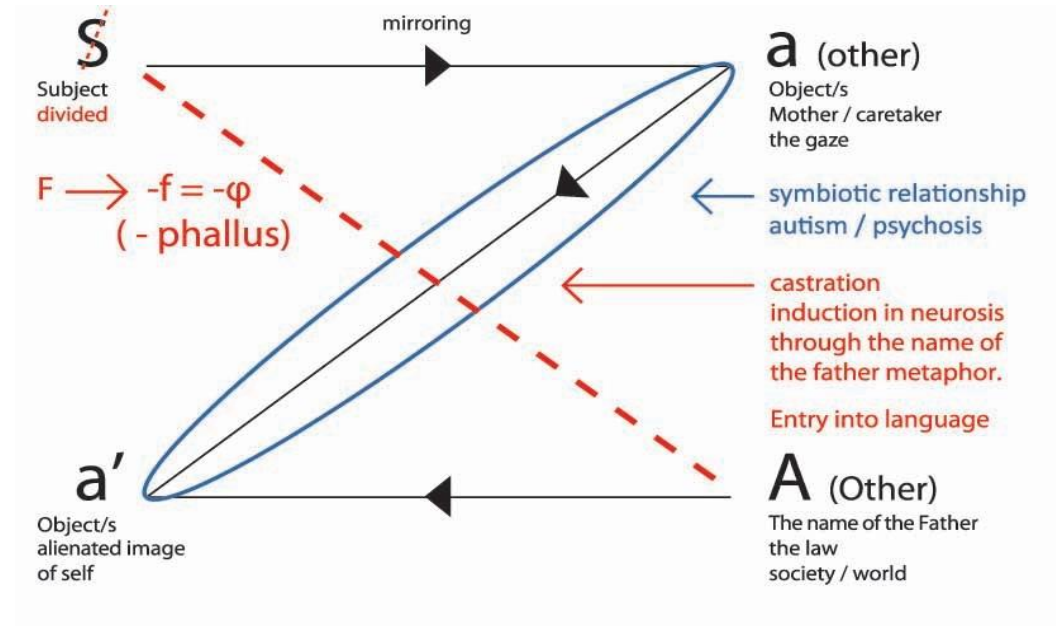 mirroring
S
Subject
divided
a (other)
Object/s
Mother / caretaker
the gaze
F → -f = -φ
( - phallus)
symbiotic relationship
autism / psychosis
castration
induction in neurosis
through the name of
the father metaphor.
Entry into language
a′
Object/s
alienated image
of self
A (Other)
The name of the Father
the law
society / world